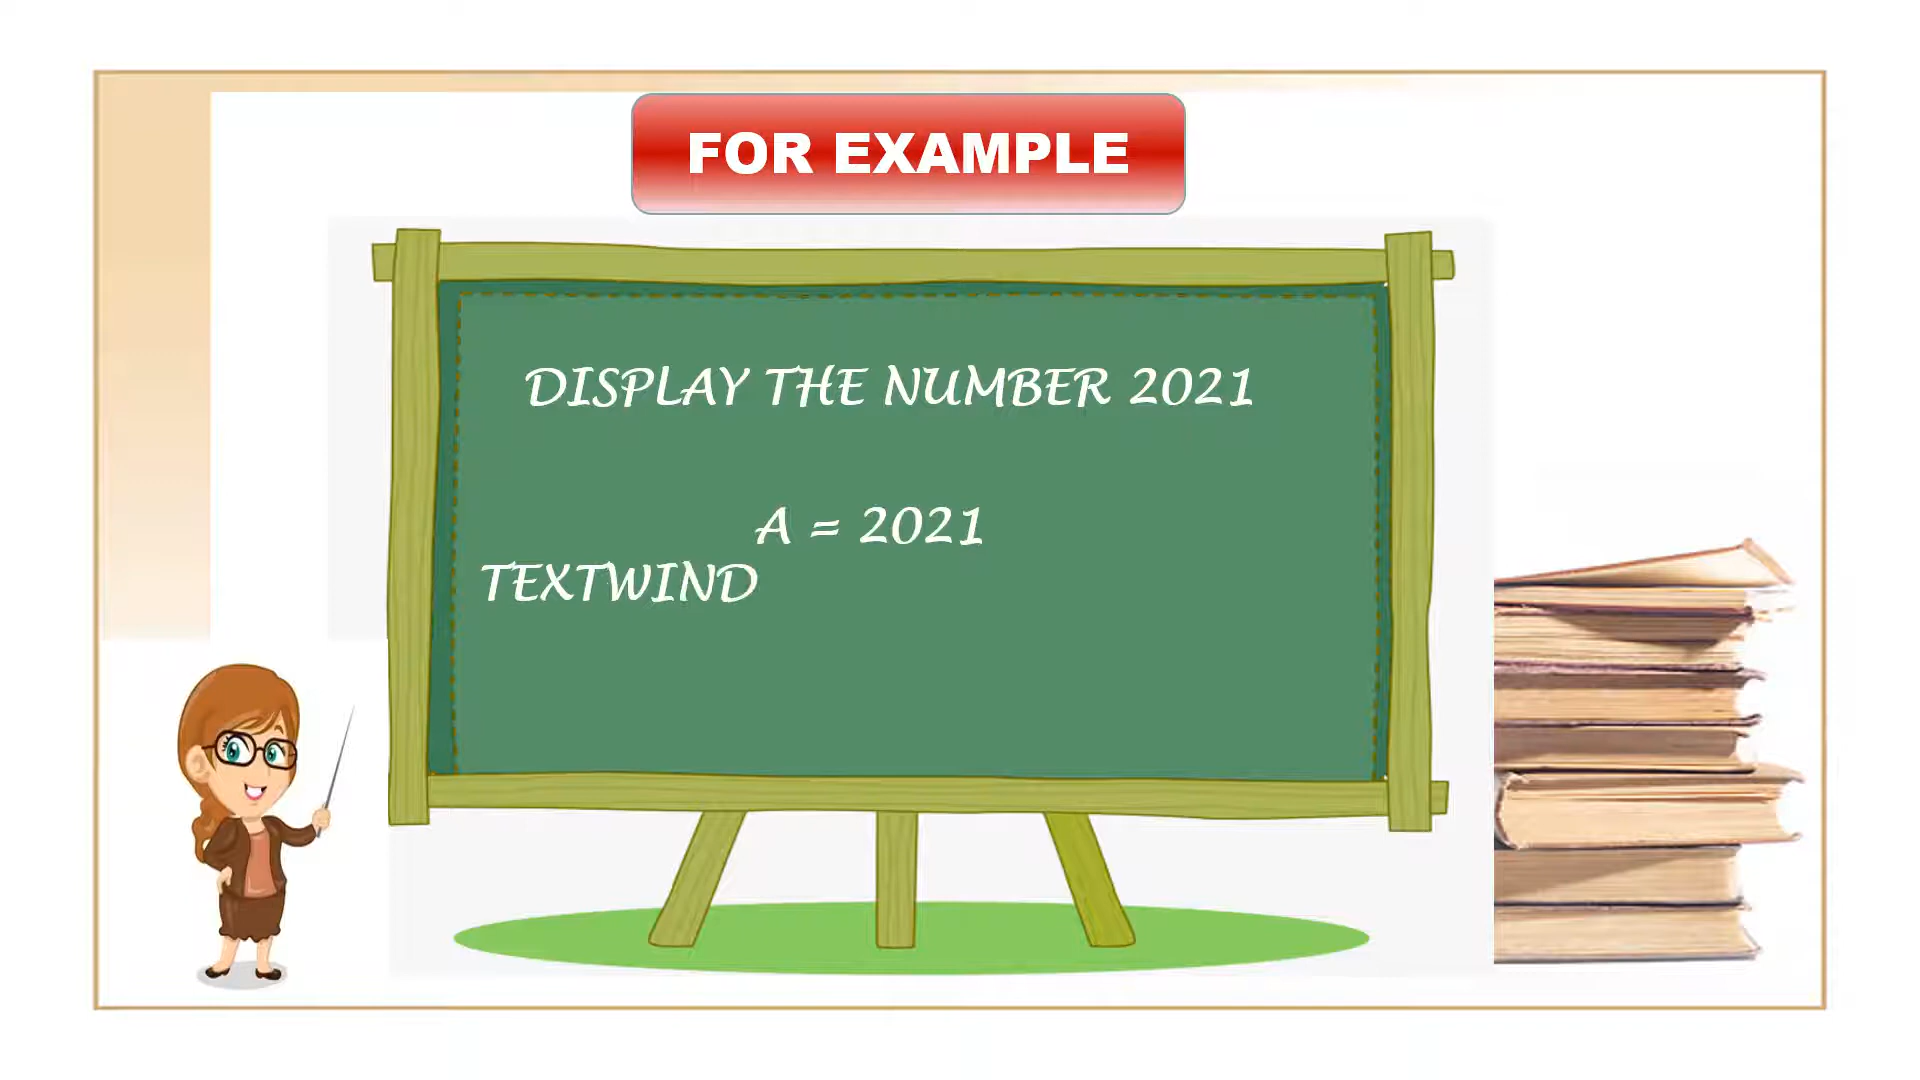 FOR EXAMPLE
DISPLAY THE NUMBER 2021
A = 2021
TEXTWIND